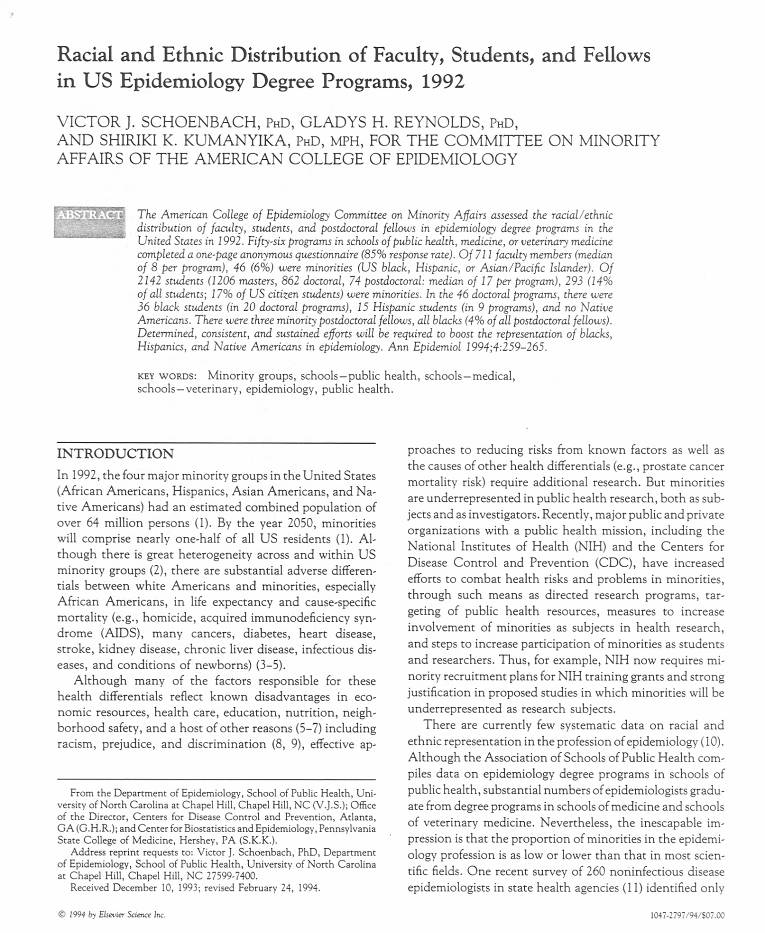 Racial and Ethnic Distribution of Faculty, Students, and Fellows
in US Epidemiology Degree Programs, 1992
VICTOR J. SCHOENBACH, PHD, GLADYS H. REYNOLDS, PHD,
AND SHIRIKI K. KUMANYIKA, PHD, MPH, FOR THE COMMITTEE ON MINORITY
AFFAIRS OF THE AMERICAN COLLEGE OF EPIDEMIOLOGY
ABSTRACT
The American College of Epidemiology Committee on Minority Affairs assessed the racial/ethnic
distribution of faculty, students, and postdoctoral fellows in epidemiology degree programs in the
United States in 1992. Fifty-six programs in schools of public health, medicine, or veterinary medicine
completed a one-page anonymous questionnaire (85% response rate). Of 711 faculty members (median
of 8 per program), 46 (6%) were minorities (US black, Hispanic, or Asian/Pacific Islander). Of
2142 students (1206 masters, 862 doctoral, 74 postdoctoral: median of 17 per program), 293 (14%
of all students; 17% of US citizen students) were minorities. In the 46 doctoral programs, there were
36 black students (in 20 doctoral programs), 15 Hispanic students (in 9 programs), and no Native
Americans. There were three minority postdoctoral fellows, all blacks (4% of all postdoctoral fellows).
Determined, consistent, and sustained efforts will be required to boost the representation of blacks,
Hispanics, and Native Americans in epidemiology. Ann Epidemiol 1994;4:259–265.
KEY WORDS: Minority groups, schools–public health, schools–medical,
schools–veterinary, epidemiology, public health.
INTRODUCTION
In 1992, the four major minority groups in the United States
(African Americans, Hispanics, Asian Americans, and Na-
tive Americans) had an estimated combined population of
over 64 million persons (1). By the year 2050, minorities
will comprise nearly one-half of all US residents (1). Al-
though there is great heterogeneity across and within US
minority groups (2), there are substantial adverse differen-
tials between white Americans and minorities, especially
African Americans, in life expectancy and cause-specific
mortality (e.g., homicide, acquired immunodeficiency syn-
drome (AIDS), many cancers, diabetes, heart disease,
stroke, kidney disease, chronic liver disease, infectious dis-
eases, and conditions of newborns) (3–5).
Although many of the factors responsible for these
health differentials reflect known disadvantages in eco-
nomic resources, health care, education, nutrition, neigh-
borhood safety, and a host of other reasons (5–7) including
racism, prejudice, and discrimination (8, 9), effective ap-
From the Department of Epidemiology, School of Public Health, Uni-
versity of North Carolina at Chapel Hill, Chapel Hill, NC (V.J.S.); Office
of the Director, Centers for Disease Control and Prevention, Atlanta,
GA (G.H.R.); and Center for Biostatistics and Epidemiology, Pennsylvania
State College of Medicine, Hershey, PA (S.K.K.).
Address reprint requests to: Victor J. Schoenbach, PhD, Department
of Epidemiology, School of Public Health, University of North Carolina
at Chapel Hill, Chapel Hill, NC 27599-7400.
Received December 10, 1993; revised February 24, 1994.
proaches to reducing risks from known factors as well as
the causes of other health differentials (e.g., prostate cancer
mortality risk) require additional research. But minorities
are underrepresented in public health research, both as sub-
jects and as investigators. Recently, major public and private
organizations with a public health mission, including the
National Institutes of Health (NIH) and the Centers for
Disease Control and Prevention (CDC), have increased
efforts to combat health risks and problems in minorities,
through such means as directed research programs, tar-
geting of public health resources, measures to increase
involvement of minorities as subjects in health research,
and steps to increase participation of minorities as students
and researchers. Thus, for example, NIH now requires mi-
nority recruitment plans for NIH training grants and strong
justification in proposed studies in which minorities will be
underrepresented as research subjects.
There are currently few systematic data on racial and
ethnic representation in the profession of epidemiology (10).
Although the Association of Schools of Public Health com-
piles data on epidemiology degree programs in schools of
public health, substantial numbers of epidemiologists gradu-
ate from degree programs in schools of medicine and schools
of veterinary medicine. Nevertheless, the inescapable im-
pression is that the proportion of minorities in the epidemi-
ology profession is as low or lower than that in most scien-
tific fields. One recent survey of 260 noninfectious disease
epidemiologists in state health agencies (11) identified only
© 1994 by Elsevier Science Inc.
1047-2797/94/$07.00